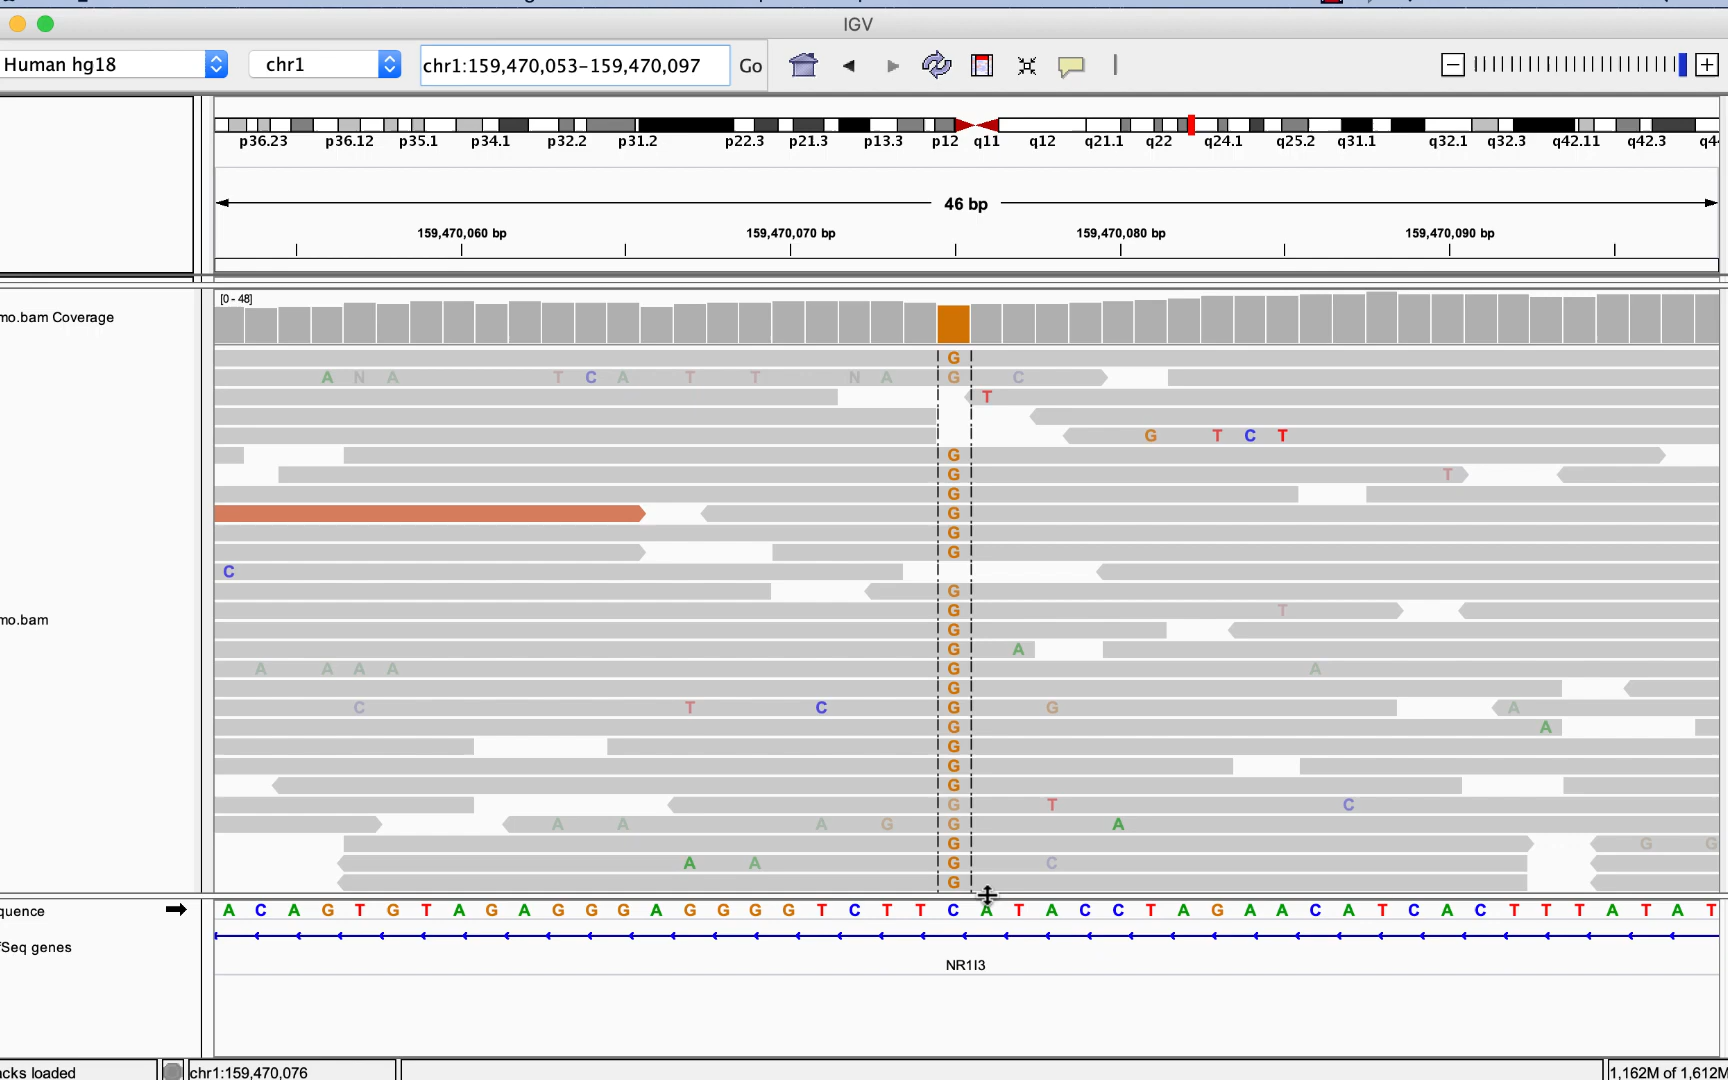 IGV
Human hg18 chr1 chr1:159,470,053-159,470,097 Go
p36.23 p36.12 p35.1 p34.1 p32.2 p31.2 p22.3 p21.3 p13.3 p12 q11 q12 q21.1 q22 q24.1 q25.2 q31.1 q32.1 q32.3 q42.11 q42.3 q44
46 bp
159,470,060 bp 159,470,070 bp 159,470,080 bp 159,470,090 bp
[0 - 48]
mo.bam Coverage
G
A N A T C A T T N A G C
T
G T C T
G
G T
G
G
G
G
C
G
G T
G
mo.bam
G A
A A A A G A
G
C T C G G A
G A
G
G
G
G T C
A A A G G A
G G G
A A G C
G
quence A C A G T G T A G A G G G A G G G G T C T T C A T A C C T A G A A C A T C A C T T T A T A T
fSeq genes
NR1I3
acks loaded chr1:159,470,076 1,162M of 1,612M